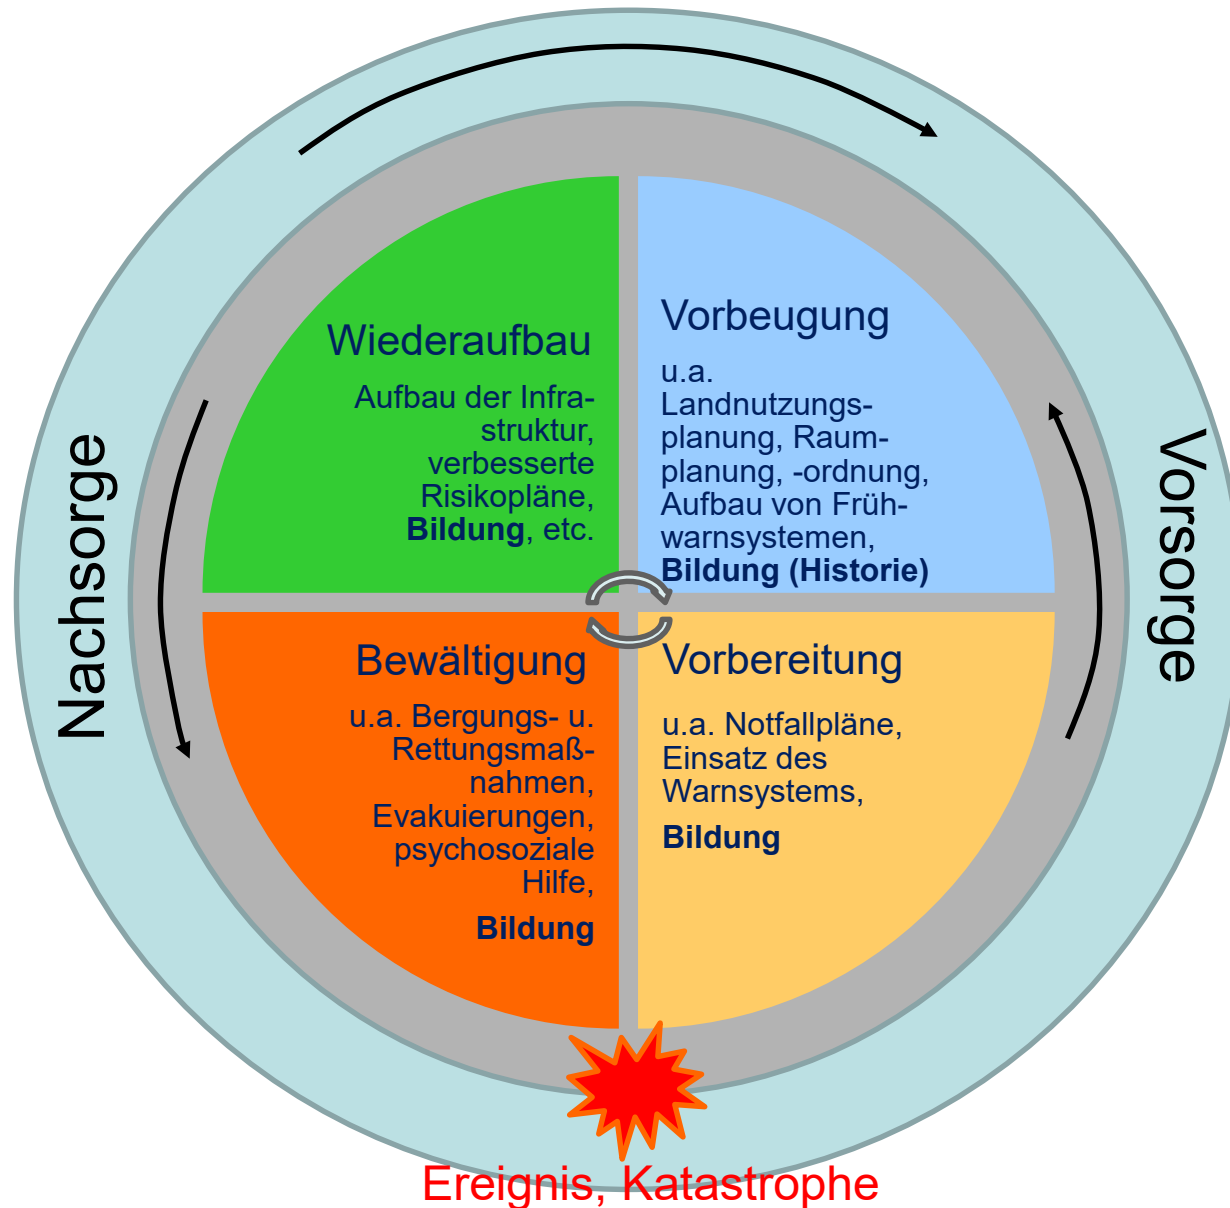 Wiederaufbau
Aufbau der Infra-
struktur,
verbesserte
Risikopläne,
Bildung, etc.
Vorbeugung
u.a.
Landnutzungs-
planung, Raum-
planung, -ordnung,
Aufbau von Früh-
warnsystemen,
Bildung (Historie)
Nachsorge
Vorsorge
Bewältigung
u.a. Bergungs- u.
Rettungsmaß-
nahmen,
Evakuierungen,
psychosoziale
Hilfe,
Bildung
Vorbereitung
u.a. Notfallpläne,
Einsatz des
Warnsystems,
Bildung
Ereignis, Katastrophe